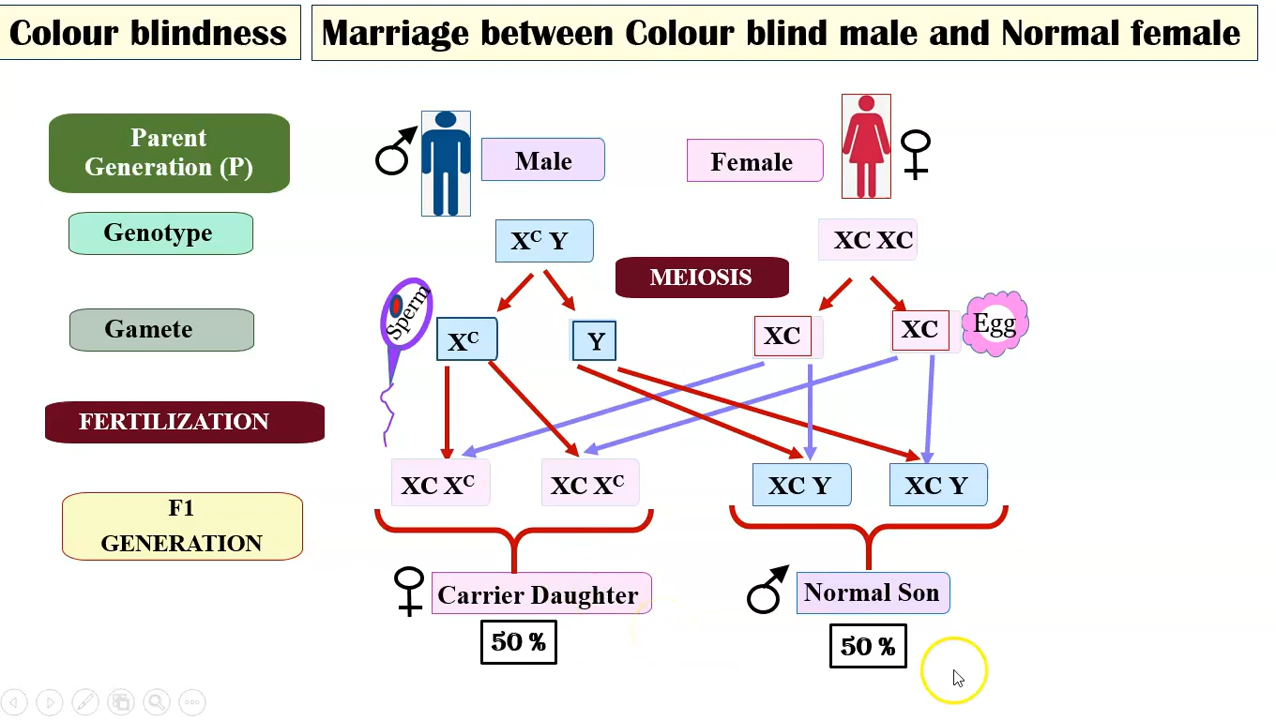 Colour blindness
Marriage between Colour blind male and Normal female
Parent
Generation (P)
Male
Female
Genotype
Xᶜ Y
XC XC
MEIOSIS
Gamete
Sperm
Xᶜ
Y
XC
XC
Egg
FERTILIZATION
XC Xᶜ
XC Xᶜ
XC Y
XC Y
F1
GENERATION
Carrier Daughter
Normal Son
50 %
50 %